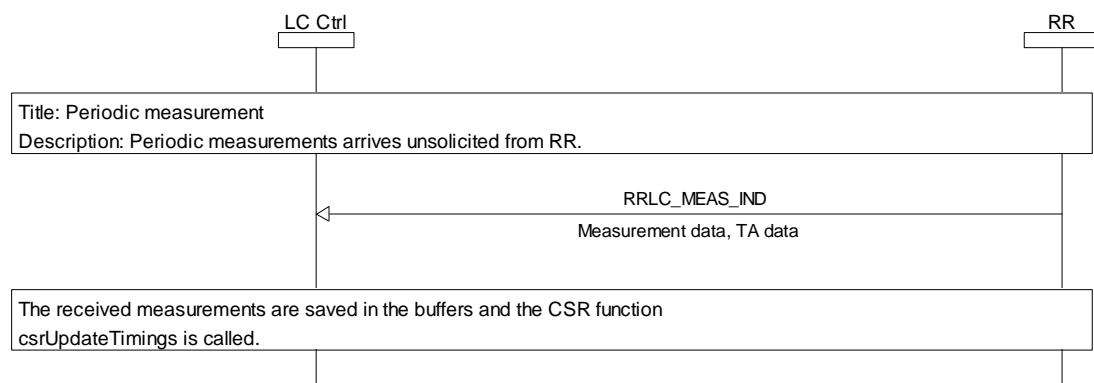 LC Ctrl
RR
Title: Periodic measurement
Description: Periodic measurements arrives unsolicited from RR.
RRLC_MEAS_IND
Measurement data, TA data
The received measurements are saved in the buffers and the CSR function
csrUpdateTimings is called.